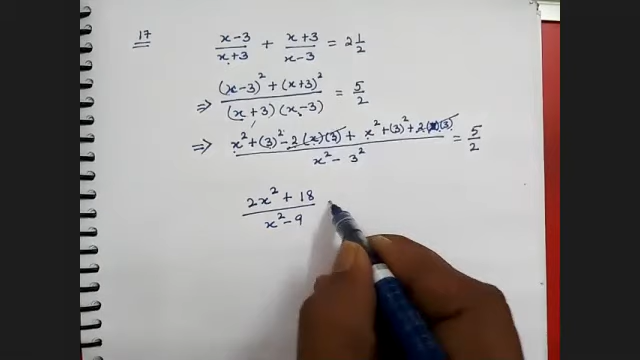 17
(x-3)/(x+3) + (x+3)/(x-3) = 2 1/2
⇒ ((x-3)² + (x+3)²)/((x+3)(x-3)) = 5/2
⇒ (x² + (3)² - 2(x)(3) + x² + (3)² + 2(x)(3))/(x² - 3²) = 5/2
(2x² + 18)/(x² - 9)